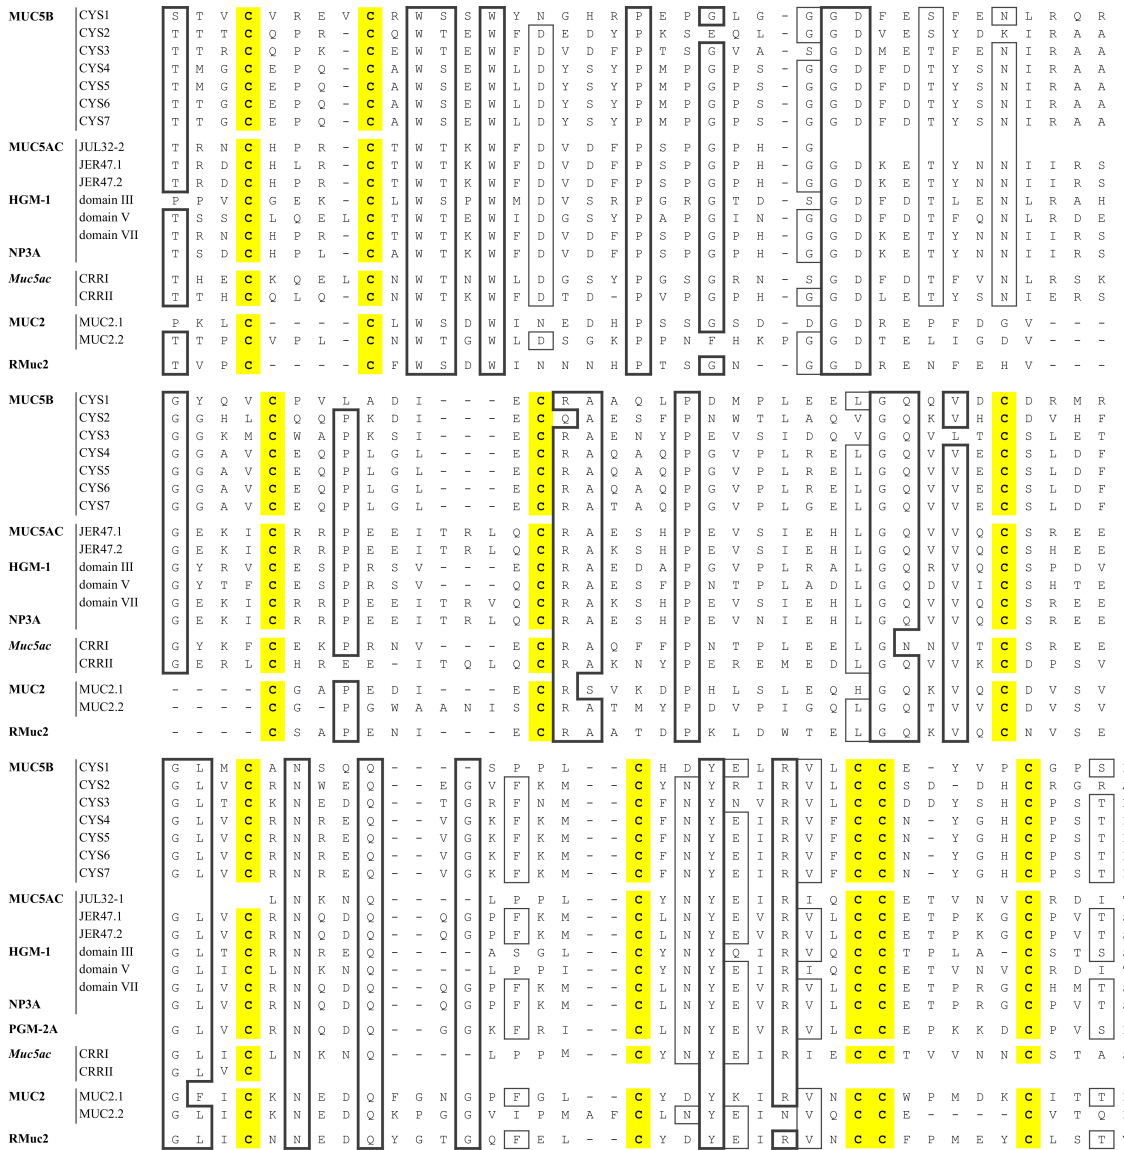 MUC5B CYS1 S T V C V R E V C R W S S W Y N G H R P E P G L G - G G D F E S F E N L R Q R
CYS2 T T T C Q P R - C Q W T E W F D E D Y P K S E Q L - G G D V E S Y D K I R A A
CYS3 T T R C Q P K - C E W T E W F D V D F P T S G V A - S G D M E T F E N I R A A
CYS4 T M G C E P Q - C A W S E W L D Y S Y P M P G P S - G G D F D T Y S N I R A A
CYS5 T M G C E P Q - C A W S E W L D Y S Y P M P G P S - G G D F D T Y S N I R A A
CYS6 T T G C E P Q - C A W S E W L D Y S Y P M P G P S - G G D F D T Y S N I R A A
CYS7 T T G C E P Q - C A W S E W L D Y S Y P M P G P S - G G D F D T Y S N I R A A
MUC5AC JUL32-2 T R N C H P R - C T W T K W F D V D F P S P G P H - G
JER47.1 T R D C H L R - C T W T K W F D V D F P S P G P H - G G D K E T Y N N I I R S
JER47.2 T R D C H P R - C T W T K W F D V D F P S P G P H - G G D K E T Y N N I I R S
HGM-1 domain III P P V C G E K - C L W S P W M D V S R P G R G T D - S G D F D T L E N L R A H
domain V T S S C L Q E L C T W T E W I D G S Y P A P G I N - G G D F D T F Q N L R D E
domain VII T R N C H P R - C T W T K W F D V D F P S P G P H - G G D K E T Y N N I I R S
NP3A T S D C H P L - C A W T K W F D V D F P S P G P H - G G D K E T Y N N I I R S
Muc5ac CRRI T H E C K Q E L C N W T N W L D G S Y P G S G R N - S G D F D T F V N L R S K
CRRII T T H C Q L Q - C N W T K W F D T D - P V P G P H - G G D L E T Y S N I E R S
MUC2 MUC2.1 P K L C - - - - C L W S D W I N E D H P S S G S D - D G D R E P F D G V - - -
MUC2.2 T T P C V P L - C N W T G W L D S G K P P N F H K P G G D T E L I G D V - - -
RMuc2 T V P C - - - - C F W S D W I N N N H P T S G N - - G G D R E N F E H - - - -
MUC5B CYS1 G Y Q V C P V L A D I - - - E C R A A Q L P D M P L E E L G Q Q V D C D R M R
CYS2 G G H L C Q Q P K D I - - - E C Q A E S F P N W T L A Q V G Q K V H C D V H F
CYS3 G G K M C W A P K S I - - - E C R A E N Y P E V S I D Q V G Q V L T C S L E T
CYS4 G G A V C E Q P L G L - - - E C R A Q A Q P G V P L R E L G Q V V E C S L D F
CYS5 G G A V C E Q P L G L - - - E C R A Q A Q P G V P L R E L G Q V V E C S L D F
CYS6 G G A V C E Q P L G L - - - E C R A Q A Q P G V P L R E L G Q V V E C S L D F
CYS7 G G A V C E Q P L G L - - - E C R A T A Q P G V P L G E L G Q V V E C S L D F
MUC5AC JER47.1 G E K I C R R P E E I T R L Q C R A E S H P E V S I E H L G Q V V Q C S R E E
JER47.2 G E K I C R R P E E I T R L Q C R A K S H P E V S I E H L G Q V V Q C S H E E
HGM-1 domain III G Y R V C E S P R S V - - - E C R A E D A P G V P L R A L G Q R V Q C S P D V
domain V G Y T F C E S P R S V - - - Q C R A E S F P N T P L A D L G Q D V I C S H T E
domain VII G E K I C R R P E E I T R V Q C R A K S H P E V S I E H L G Q V V Q C S R E E
NP3A G E K I C R R P E E I T R L Q C R A K S H P E V N I E H L G Q V V Q C S R E E
Muc5ac CRRI G Y K F C E K P R N V - - - E C R A Q F F P N T P L E E L G N N V T C S R E E
CRRII G E R L C H R E E - I T Q L Q C R A K N Y P E R E M E D L G Q V V K C D P S V
MUC2 MUC2.1 - - - - C G A P E D I - - - E C R S V K D P H L S L E Q H G Q K V Q C D V S V
MUC2.2 - - - - C G - P G W A A N I S C R A T M Y P D V P I G Q L G Q T V V C D V S V
RMuc2 - - - - C S A P E N I - - - E C R A A T D P K L D W T E L G Q K V Q C N V S E
MUC5B CYS1 G L M C A N S Q Q - - - - S P P L - - C H D Y E L R V L C C E - Y V P C G P S
CYS2 G L V C R N W E Q - - E G V F K M - - C Y N Y R I R V L C C S D - D H C R G R
CYS3 G L T C K N E D Q - - T G R F N M - - C F N Y N V R V L C C D D Y S H C P S T
CYS4 G L V C R N R E Q - - V G K F K M - - C F N Y E I R V F C C N - Y G H C P S T
CYS5 G L V C R N R E Q - - V G K F K M - - C F N Y E I R V F C C N - Y G H C P S T
CYS6 G L V C R N R E Q - - V G K F K M - - C F N Y E I R V F C C N - Y G H C P S T
CYS7 G L V C R N R E Q - - V G K F K M - - C F N Y E I R V F C C N - Y G H C P S T
MUC5AC JUL32-1 L N K N Q - - - - L P P L - - C Y N Y E I R I Q C C E T V N V C R D I
JER47.1 G L V C R N Q D Q - - Q G P F K M - - C L N Y E V R V L C C E T P K G C P V T
JER47.2 G L V C R N Q D Q - - Q G P F K M - - C L N Y E V R V L C C E T P K G C P V T
HGM-1 domain III G L T C R N R E Q - - - - A S G L - - C Y N Y Q I R V Q C C T P L A - C S T S
domain V G L I C L N K N Q - - - - L P P I - - C Y N Y E I R I Q C C E T V N V C R D I
domain VII G L V C R N Q D Q - - Q G P F K M - - C L N Y E V R V L C C E T P R G C H M T
NP3A G L V C R N Q D Q - - Q G P F K M - - C L N Y E V R V L C C E T P R G C P V T
PGM-2A G L V C R N Q D Q - - G G K F R I - - C L N Y E V R V L C C E P K K D C P V S
Muc5ac CRRI G L I C L N K N Q - - - - L P P M - - C Y N Y E I R I E C C T V V N N C S T A
CRRII G L V C
MUC2 MUC2.1 G F I C K N E D Q F G N G P F G L - - C Y D Y K I R V N C C W P M D K C I T T
MUC2.2 G L I C K N E D Q K P G G V I P M A F C L N Y E I N V Q C C E - - - - C V T Q
RMuc2 G L I C N N E D Q Y G T G Q F E L - - C Y D Y E I R V N C C F P M E Y C L S T